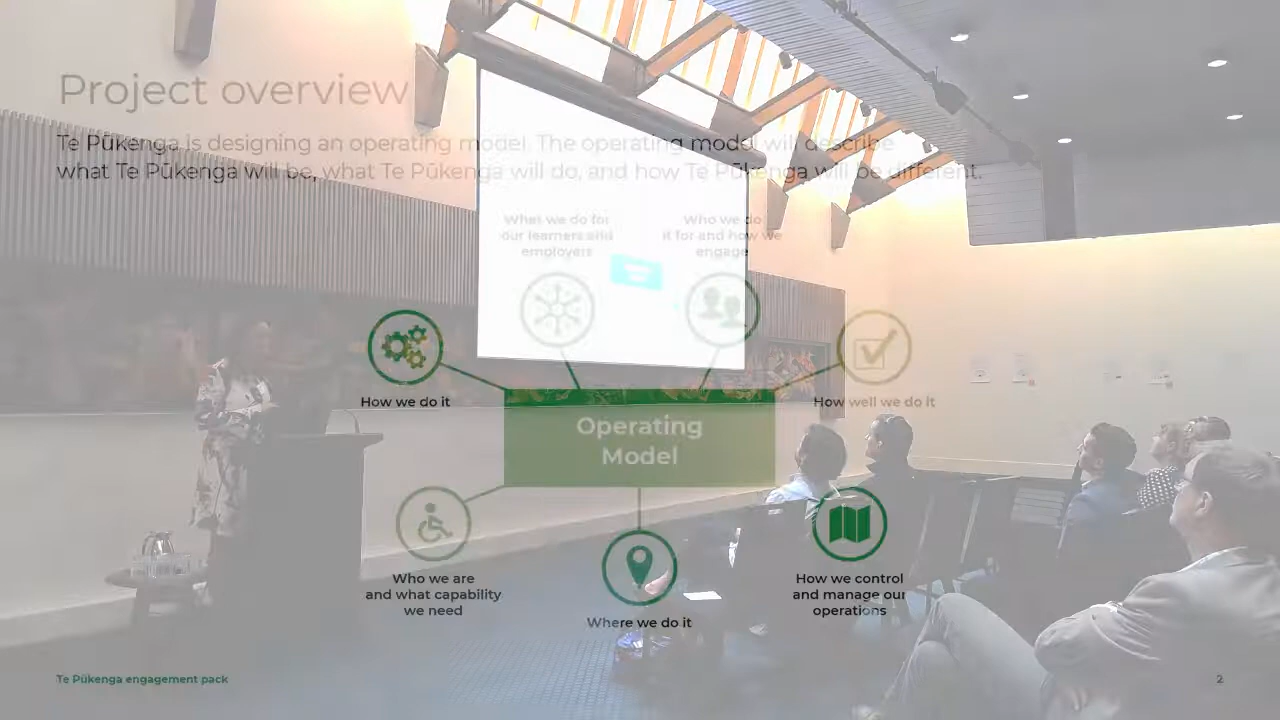 Project overview
Te Pūkenga is designing an operating model. The operating model will describe
what Te Pūkenga will be, what Te Pūkenga will do, and how Te Pūkenga will be different.
What we do for
our learners and
employers
Who we do
it for and how we
engage
How we do it
How well we do it
Operating
Model
Who we are
and what capability
we need
Where we do it
How we control
and manage our
operations
Te Pūkenga engagement pack
2